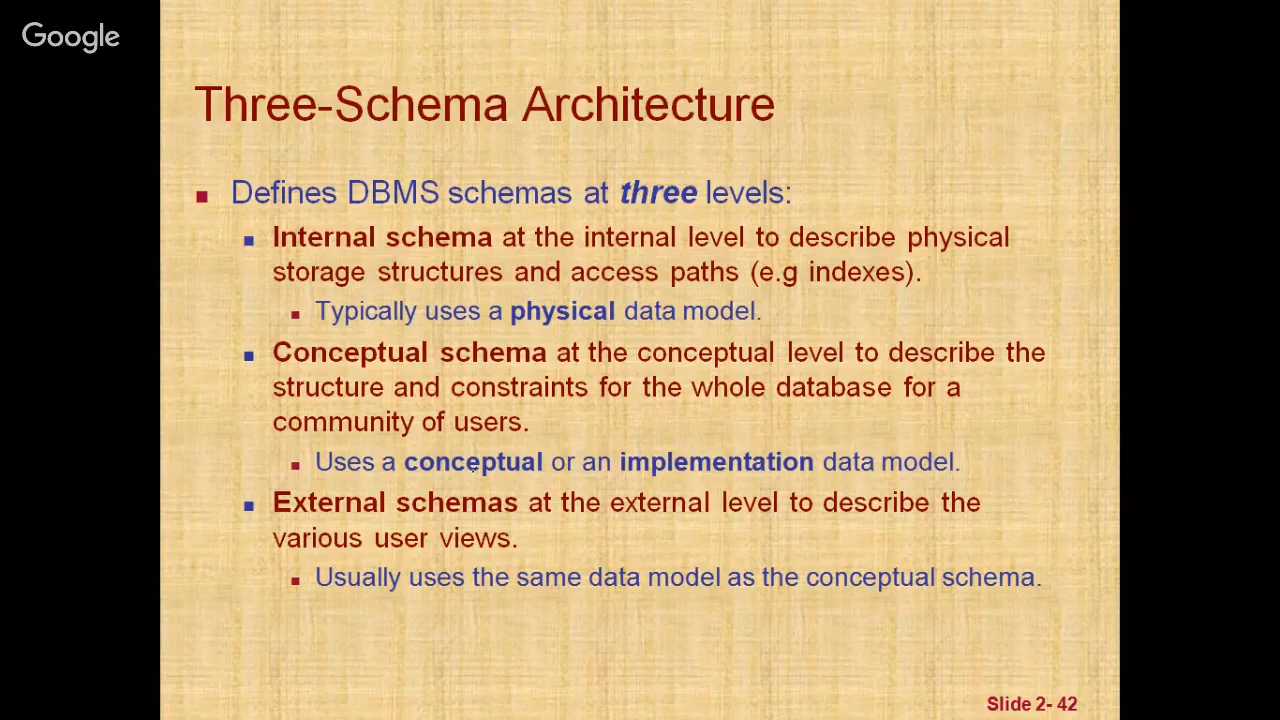 Google
Three-Schema Architecture
Defines DBMS schemas at three levels:
Internal schema at the internal level to describe physical
storage structures and access paths (e.g indexes).
Typically uses a physical data model.
Conceptual schema at the conceptual level to describe the
structure and constraints for the whole database for a
community of users.
Uses a conceptual or an implementation data model.
External schemas at the external level to describe the
various user views.
Usually uses the same data model as the conceptual schema.
Slide 2- 42